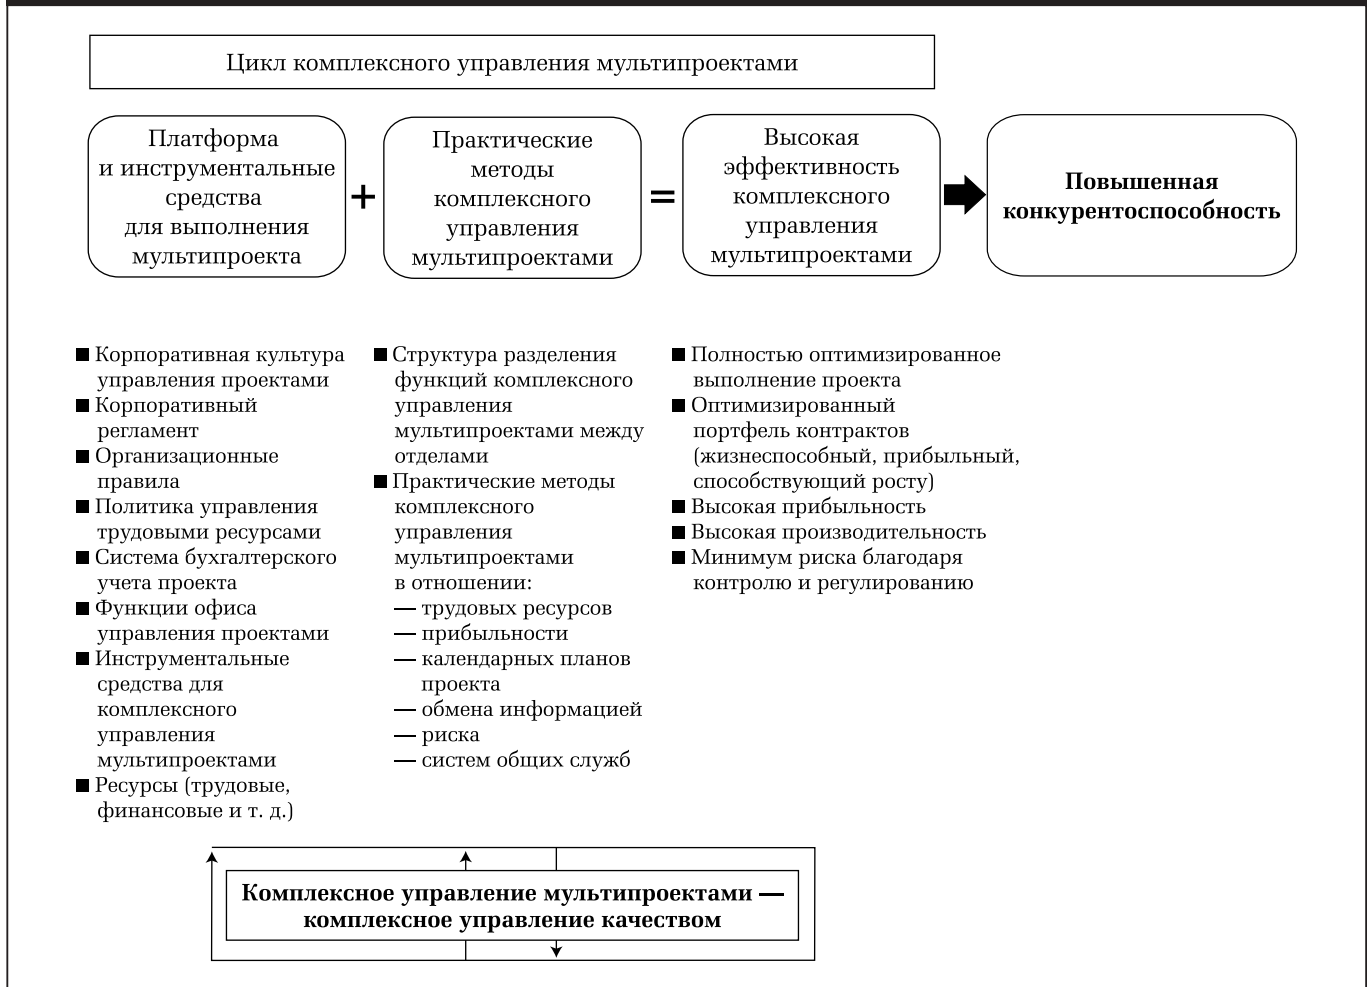 Цикл комплексного управления мультипроектами
Платформа
и инструментальные
средства
для выполнения
мультипроекта
+
Практические
методы
комплексного
управления
мультипроектами
=
Высокая
эффективность
комплексного
управления
мультипроектами
Повышенная
конкурентоспособность
Корпоративная культура
управления проектами
Корпоративный
регламент
Организационные
правила
Политика управления
трудовыми ресурсами
Система бухгалтерского
учета проекта
Функции офиса
управления проектами
Инструментальные
средства для
комплексного
управления
мультипроектами
Ресурсы (трудовые,
финансовые и т. д.)
Структура разделения
функций комплексного
управления
мультипроектами между
отделами
Практические методы
комплексного
управления
мультипроектами
в отношении:
— трудовых ресурсов
— прибыльности
— календарных планов
проекта
— обмена информацией
— риска
— систем общих служб
Полностью оптимизированное
выполнение проекта
Оптимизированный
портфель контрактов
(жизнеспособный, прибыльный,
способствующий росту)
Высокая прибыльность
Высокая производительность
Минимум риска благодаря
контролю и регулированию
Комплексное управление мультипроектами —
комплексное управление качеством